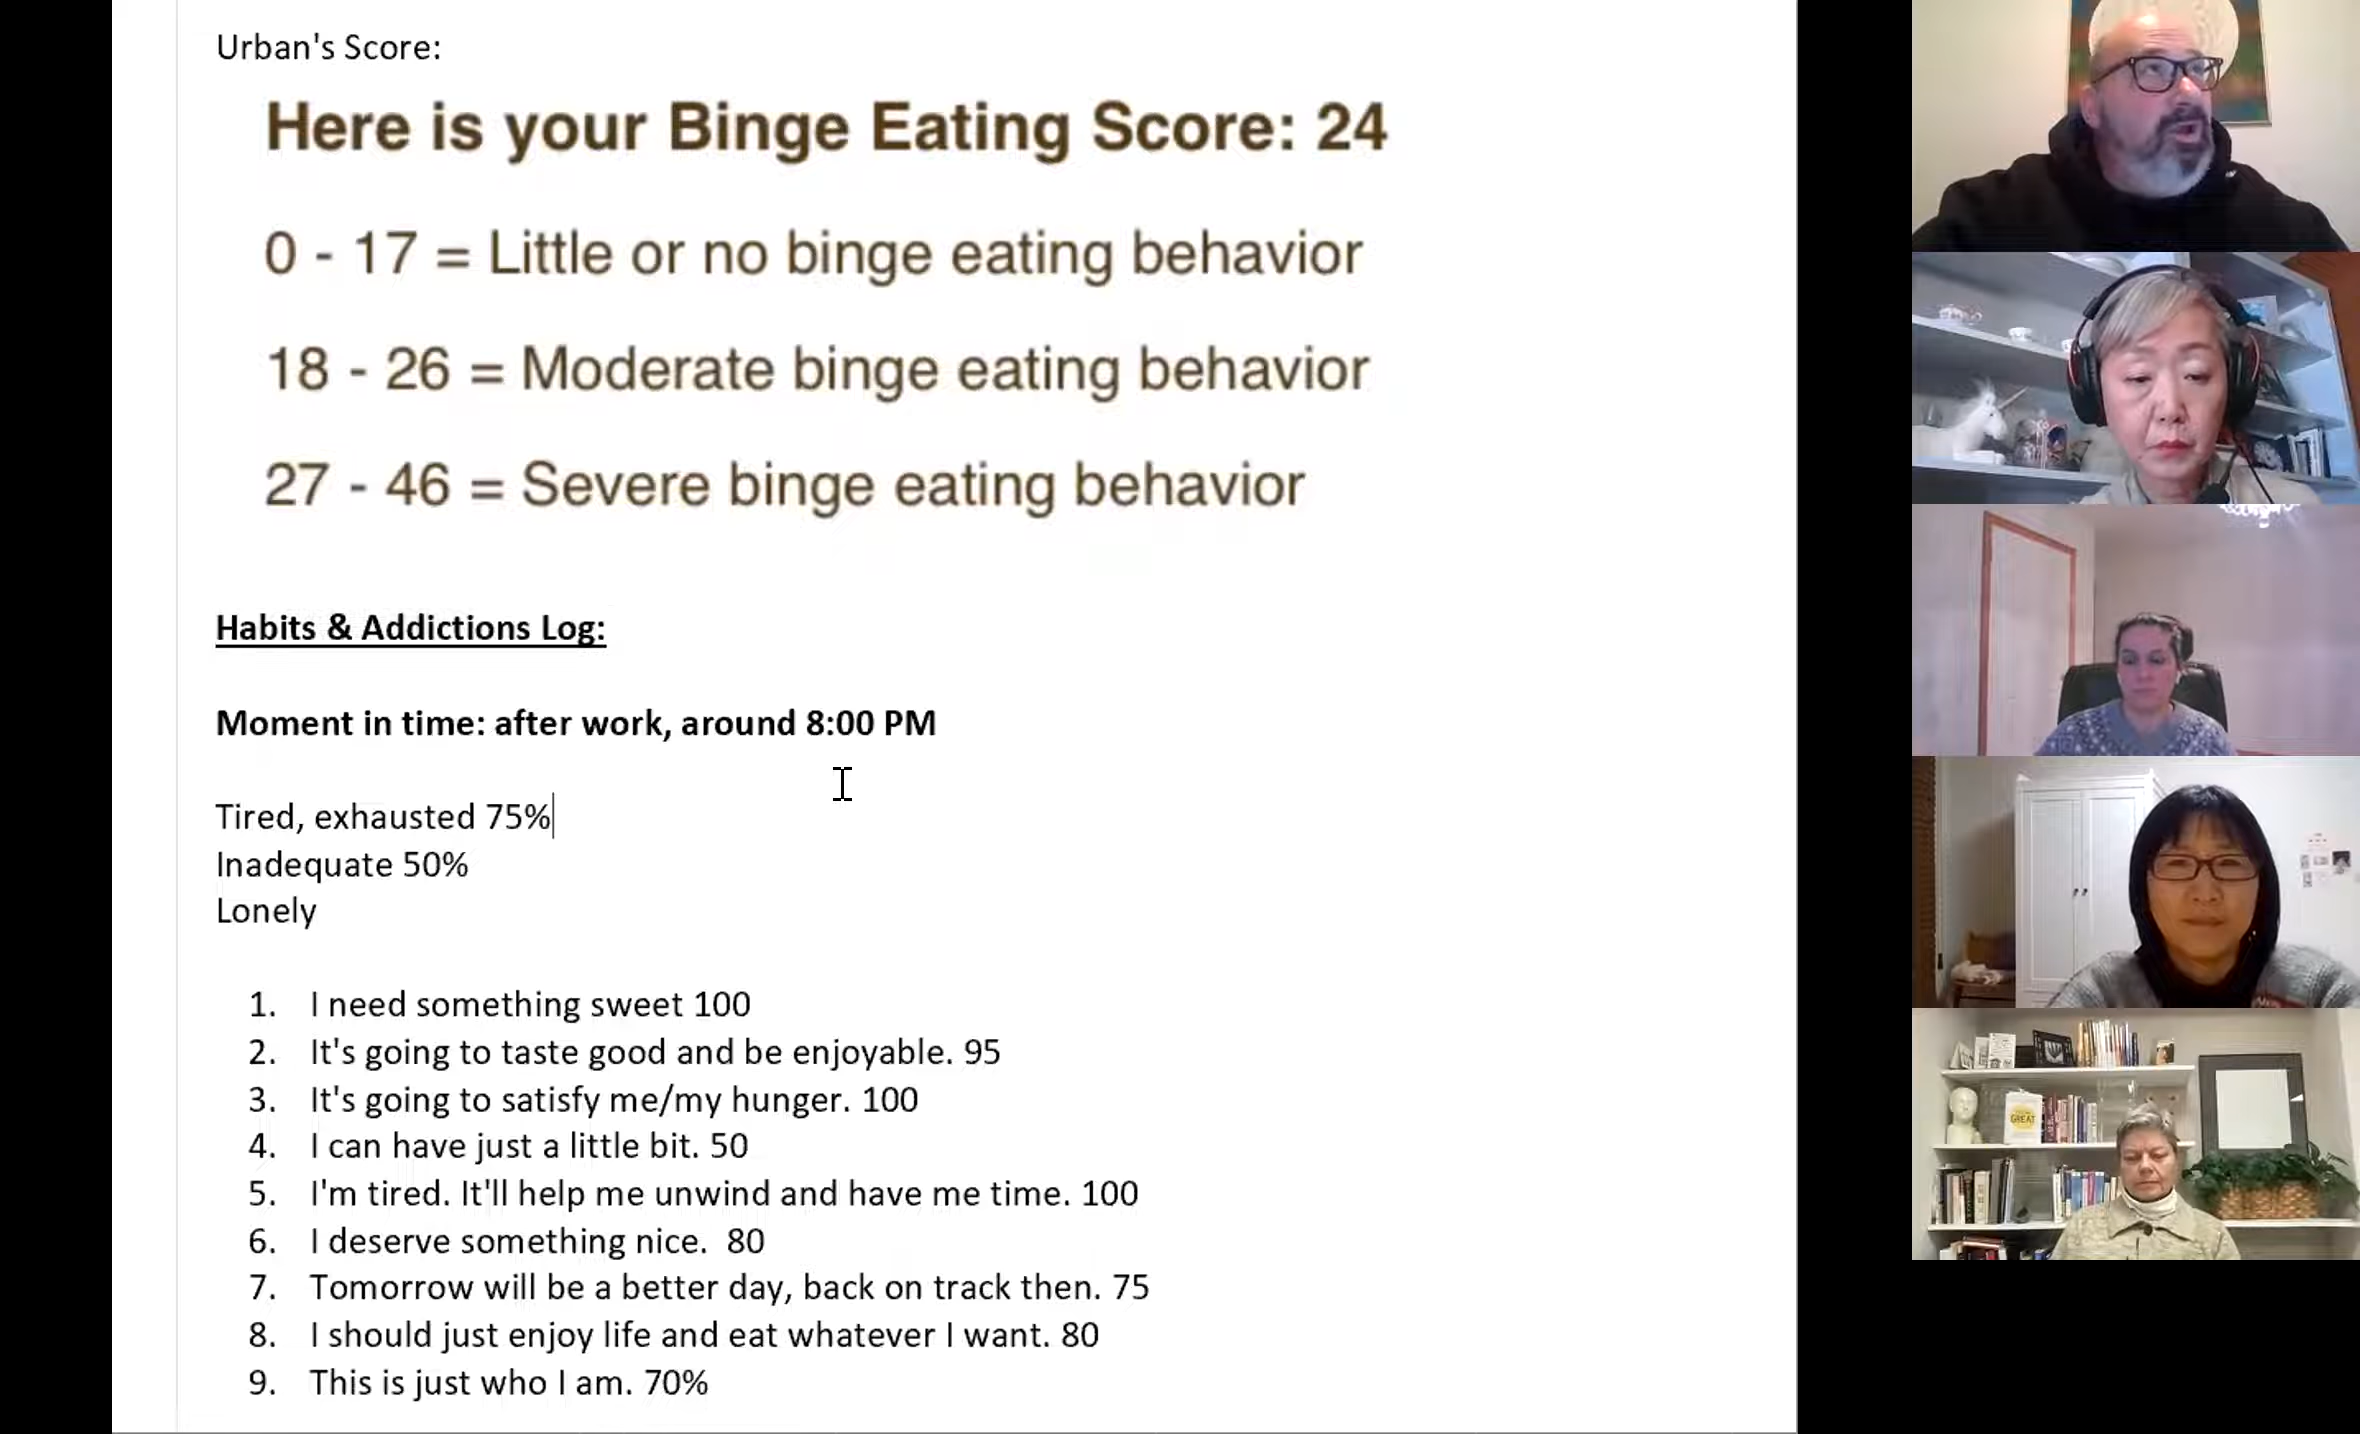 Urban's Score:
Here is your Binge Eating Score: 24
0 - 17 = Little or no binge eating behavior
18 - 26 = Moderate binge eating behavior
27 - 46 = Severe binge eating behavior
Habits & Addictions Log:
Moment in time: after work, around 8:00 PM
Tired, exhausted 75%
Inadequate 50%
Lonely
1. I need something sweet 100
2. It's going to taste good and be enjoyable. 95
3. It's going to satisfy me/my hunger. 100
4. I can have just a little bit. 50
5. I'm tired. It'll help me unwind and have me time. 100
6. I deserve something nice.  80
7. Tomorrow will be a better day, back on track then. 75
8. I should just enjoy life and eat whatever I want. 80
9. This is just who I am. 70%
GREAT